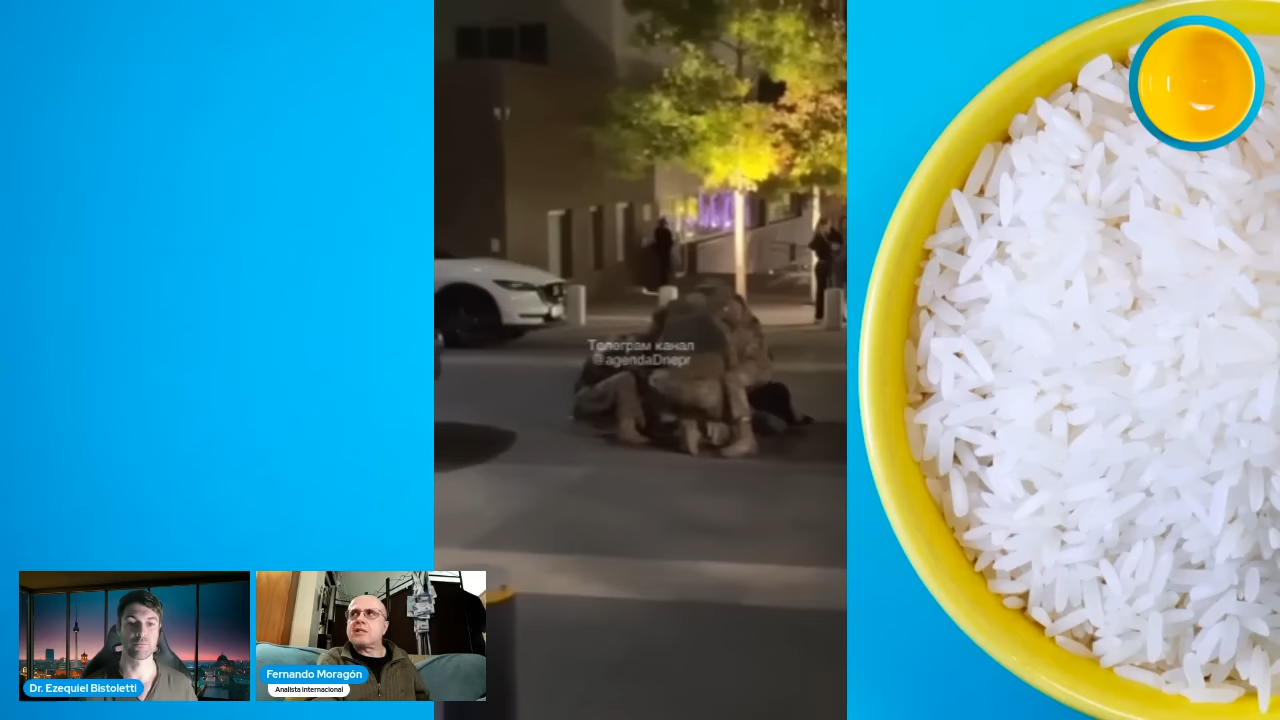 Телеграм канал
@agendaDnepr
Dr. Ezequiel Bistoletti
Fernando Moragón
Analista Internacional